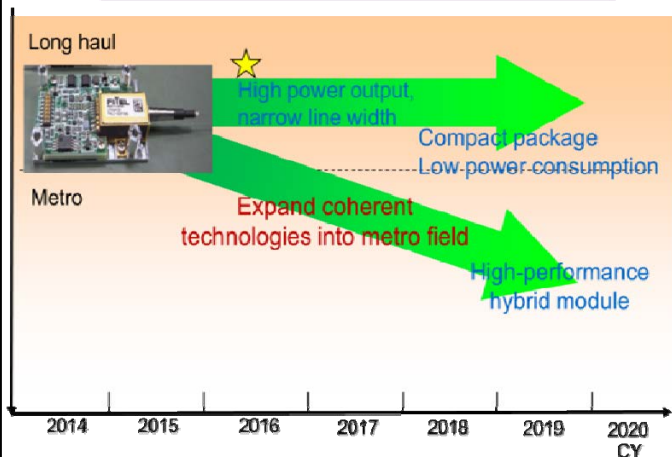 Long haul
High power output,
narrow line width
Compact package
Low power consumption
Metro
Expand coherent
technologies into metro field
High-performance
hybrid module
2014 2015 2016 2017 2018 2019 2020
CY